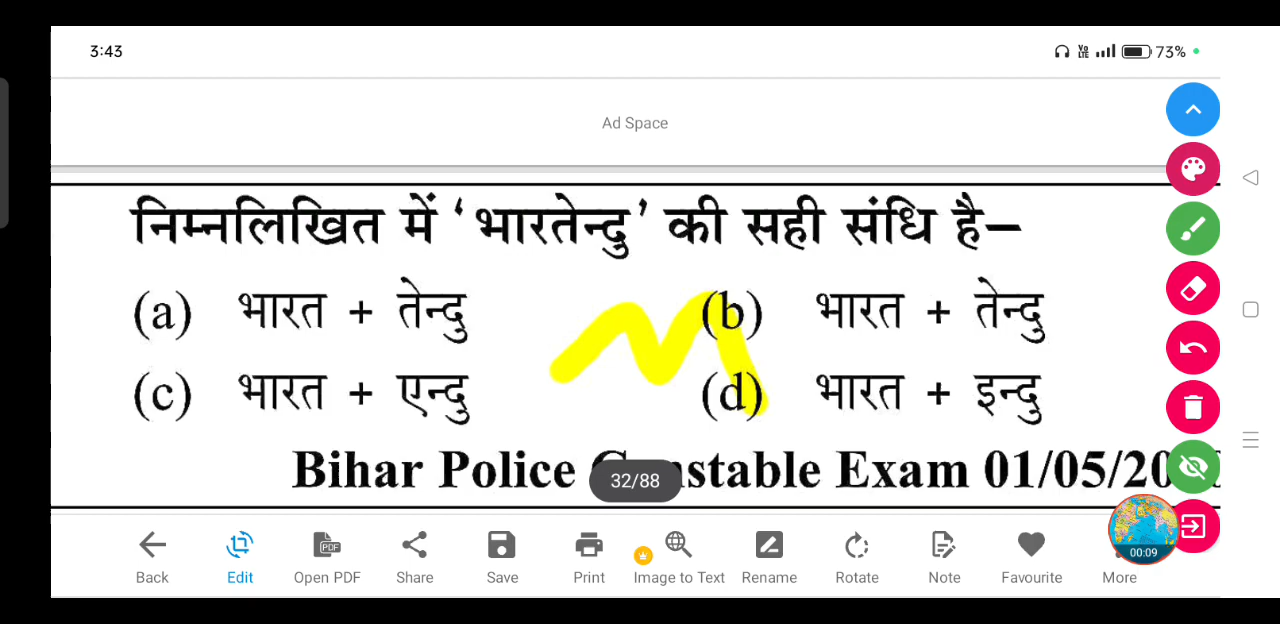 3:43 73%
Ad Space
निम्नलिखित में ‘भारतेन्दु’ की सही संधि है–
(a) भारत + तेन्दु (b) भारत + तेन्दु
(c) भारत + एन्दु (d) भारत + इन्दु
Bihar Police Constable Exam 01/05/20
32/88
00:09
PDF
Back Edit Open PDF Share Save Print Image to Text Rename Rotate Note Favourite More